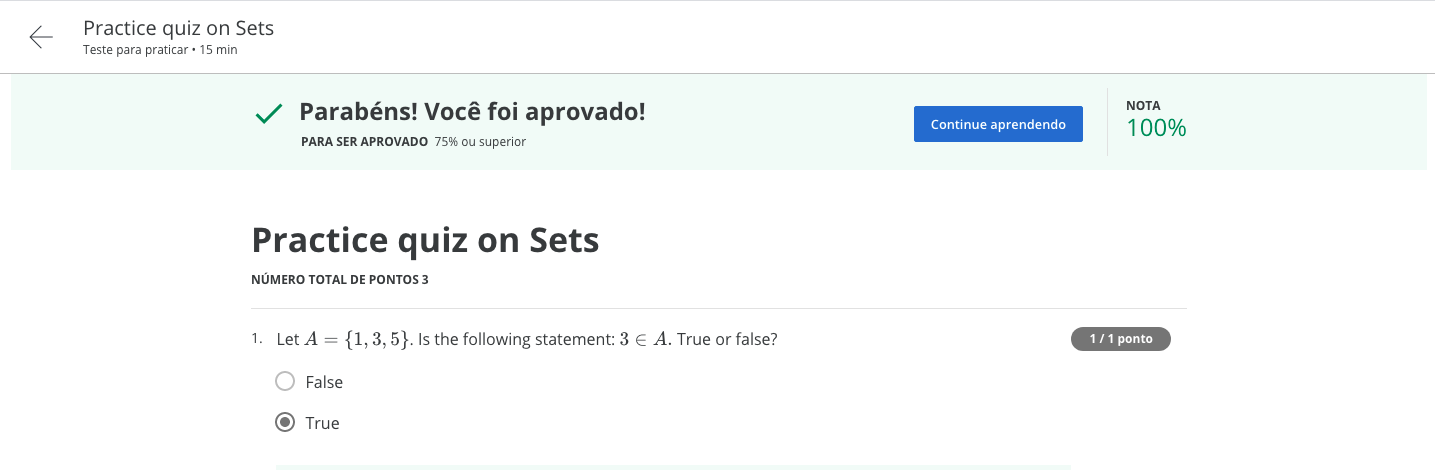 Practice quiz on Sets
Teste para praticar • 15 min
Parabéns! Você foi aprovado!
PARA SER APROVADO 75% ou superior
Continue aprendendo
NOTA
100%
Practice quiz on Sets
NÚMERO TOTAL DE PONTOS 3
1. Let A = {1, 3, 5}. Is the following statement: 3 ∈ A. True or false?
1 / 1 ponto
False
True